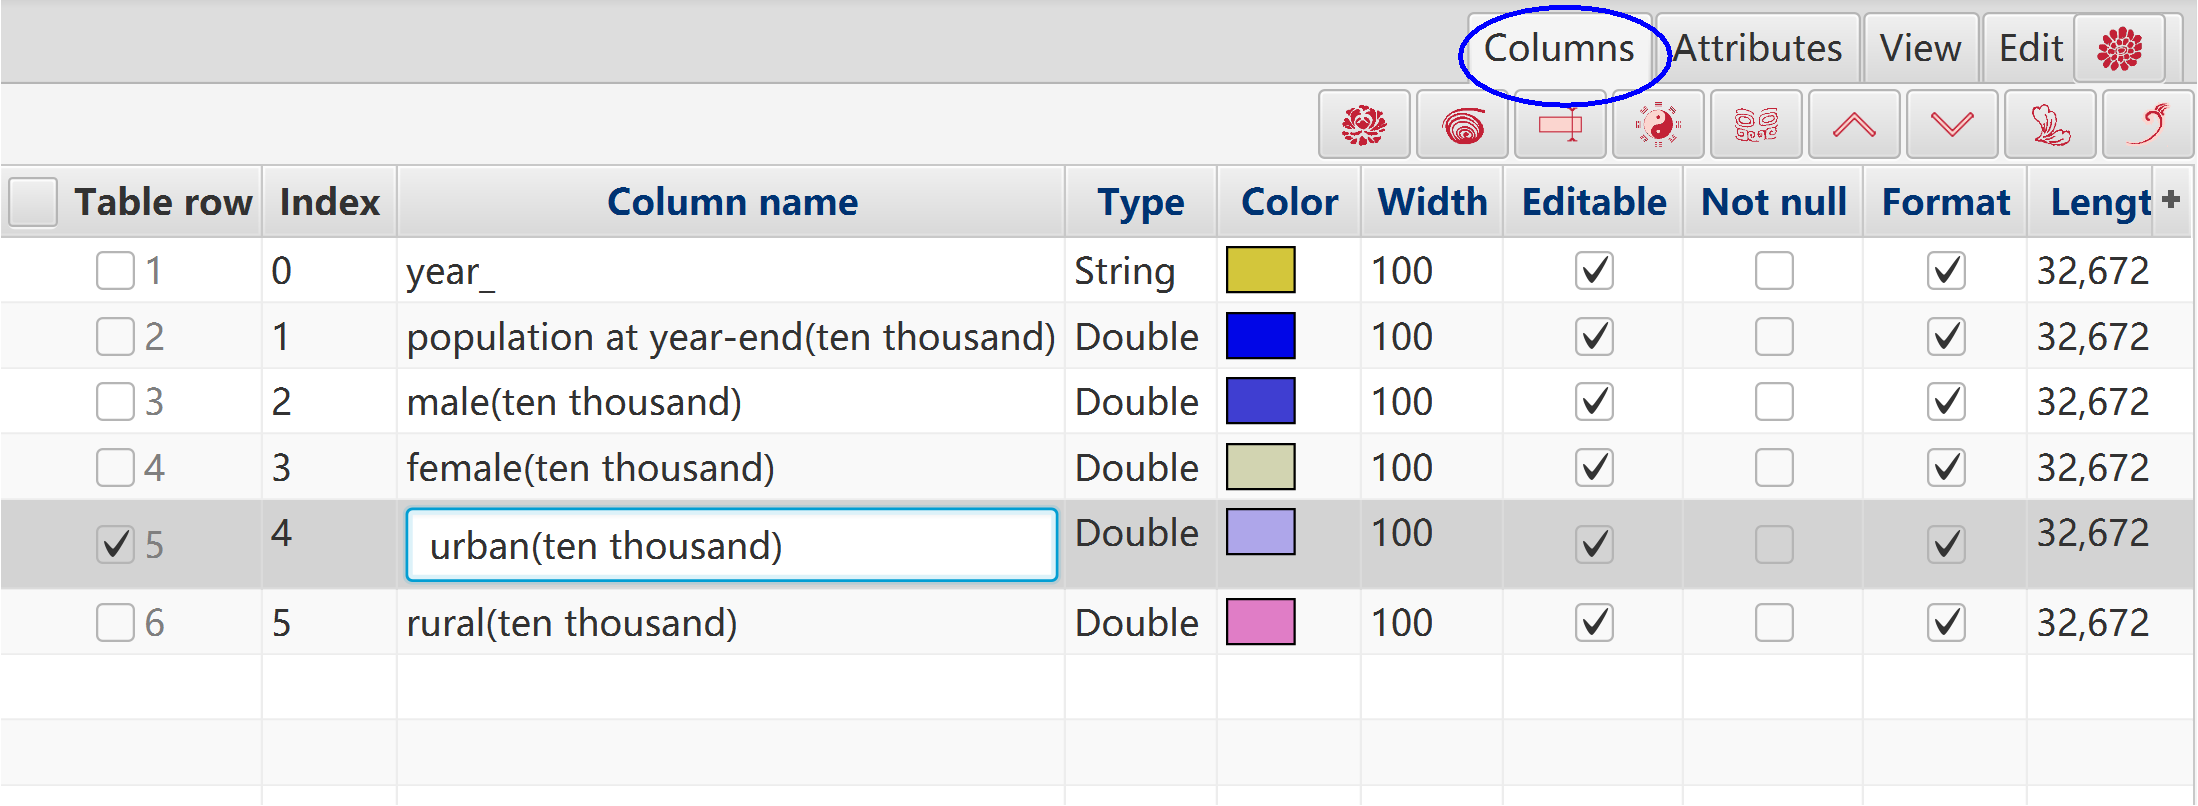 Columns Attributes View Edit
Table row Index Column name Type Color Width Editable Not null Format Lengt
1 0 year_ String 100 32,672
2 1 population at year-end(ten thousand) Double 100 32,672
3 2 male(ten thousand) Double 100 32,672
4 3 female(ten thousand) Double 100 32,672
5 4 urban(ten thousand) Double 100 32,672
6 5 rural(ten thousand) Double 100 32,672